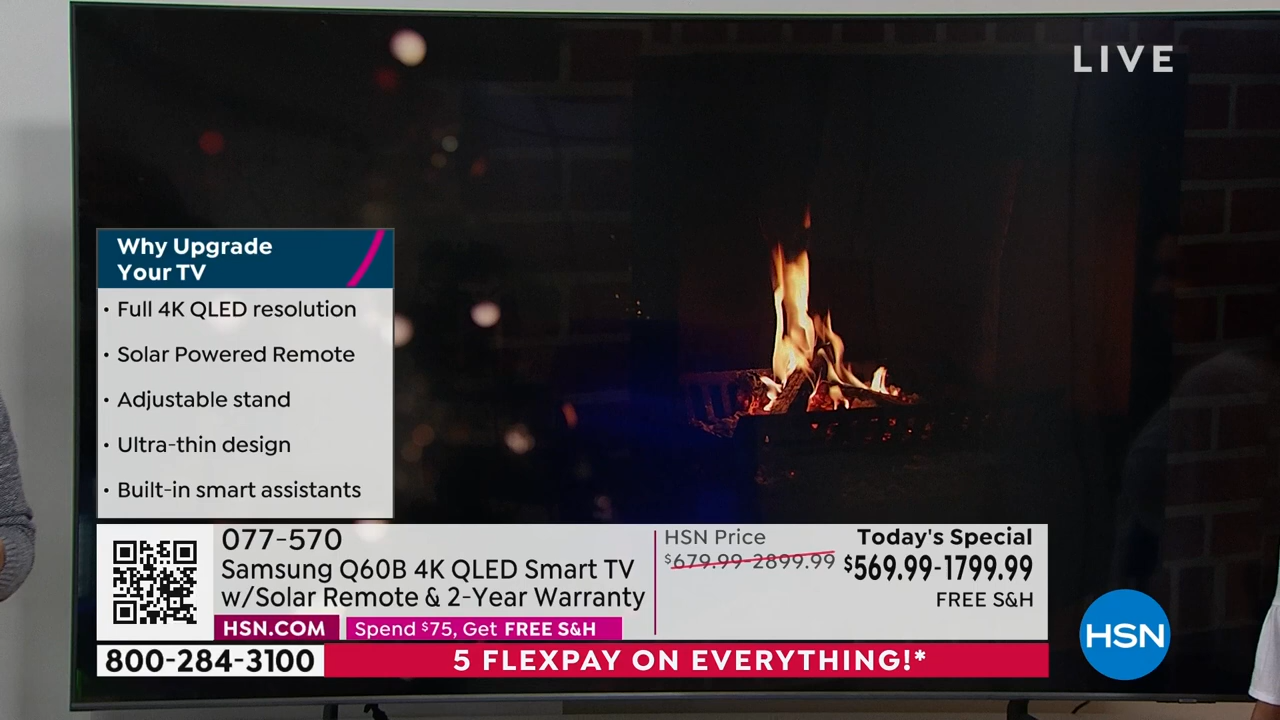 LIVE
Why Upgrade
Your TV
• Full 4K QLED resolution
• Solar Powered Remote
• Adjustable stand
• Ultra-thin design
• Built-in smart assistants
077-570
Samsung Q60B 4K QLED Smart TV
w/Solar Remote & 2-Year Warranty
HSN.COM
Spend $75, Get FREE S&H
HSN Price
$679.99-2899.99
Today's Special
$569.99-1799.99
FREE S&H
800-284-3100
5 FLEXPAY ON EVERYTHING!*
HSN